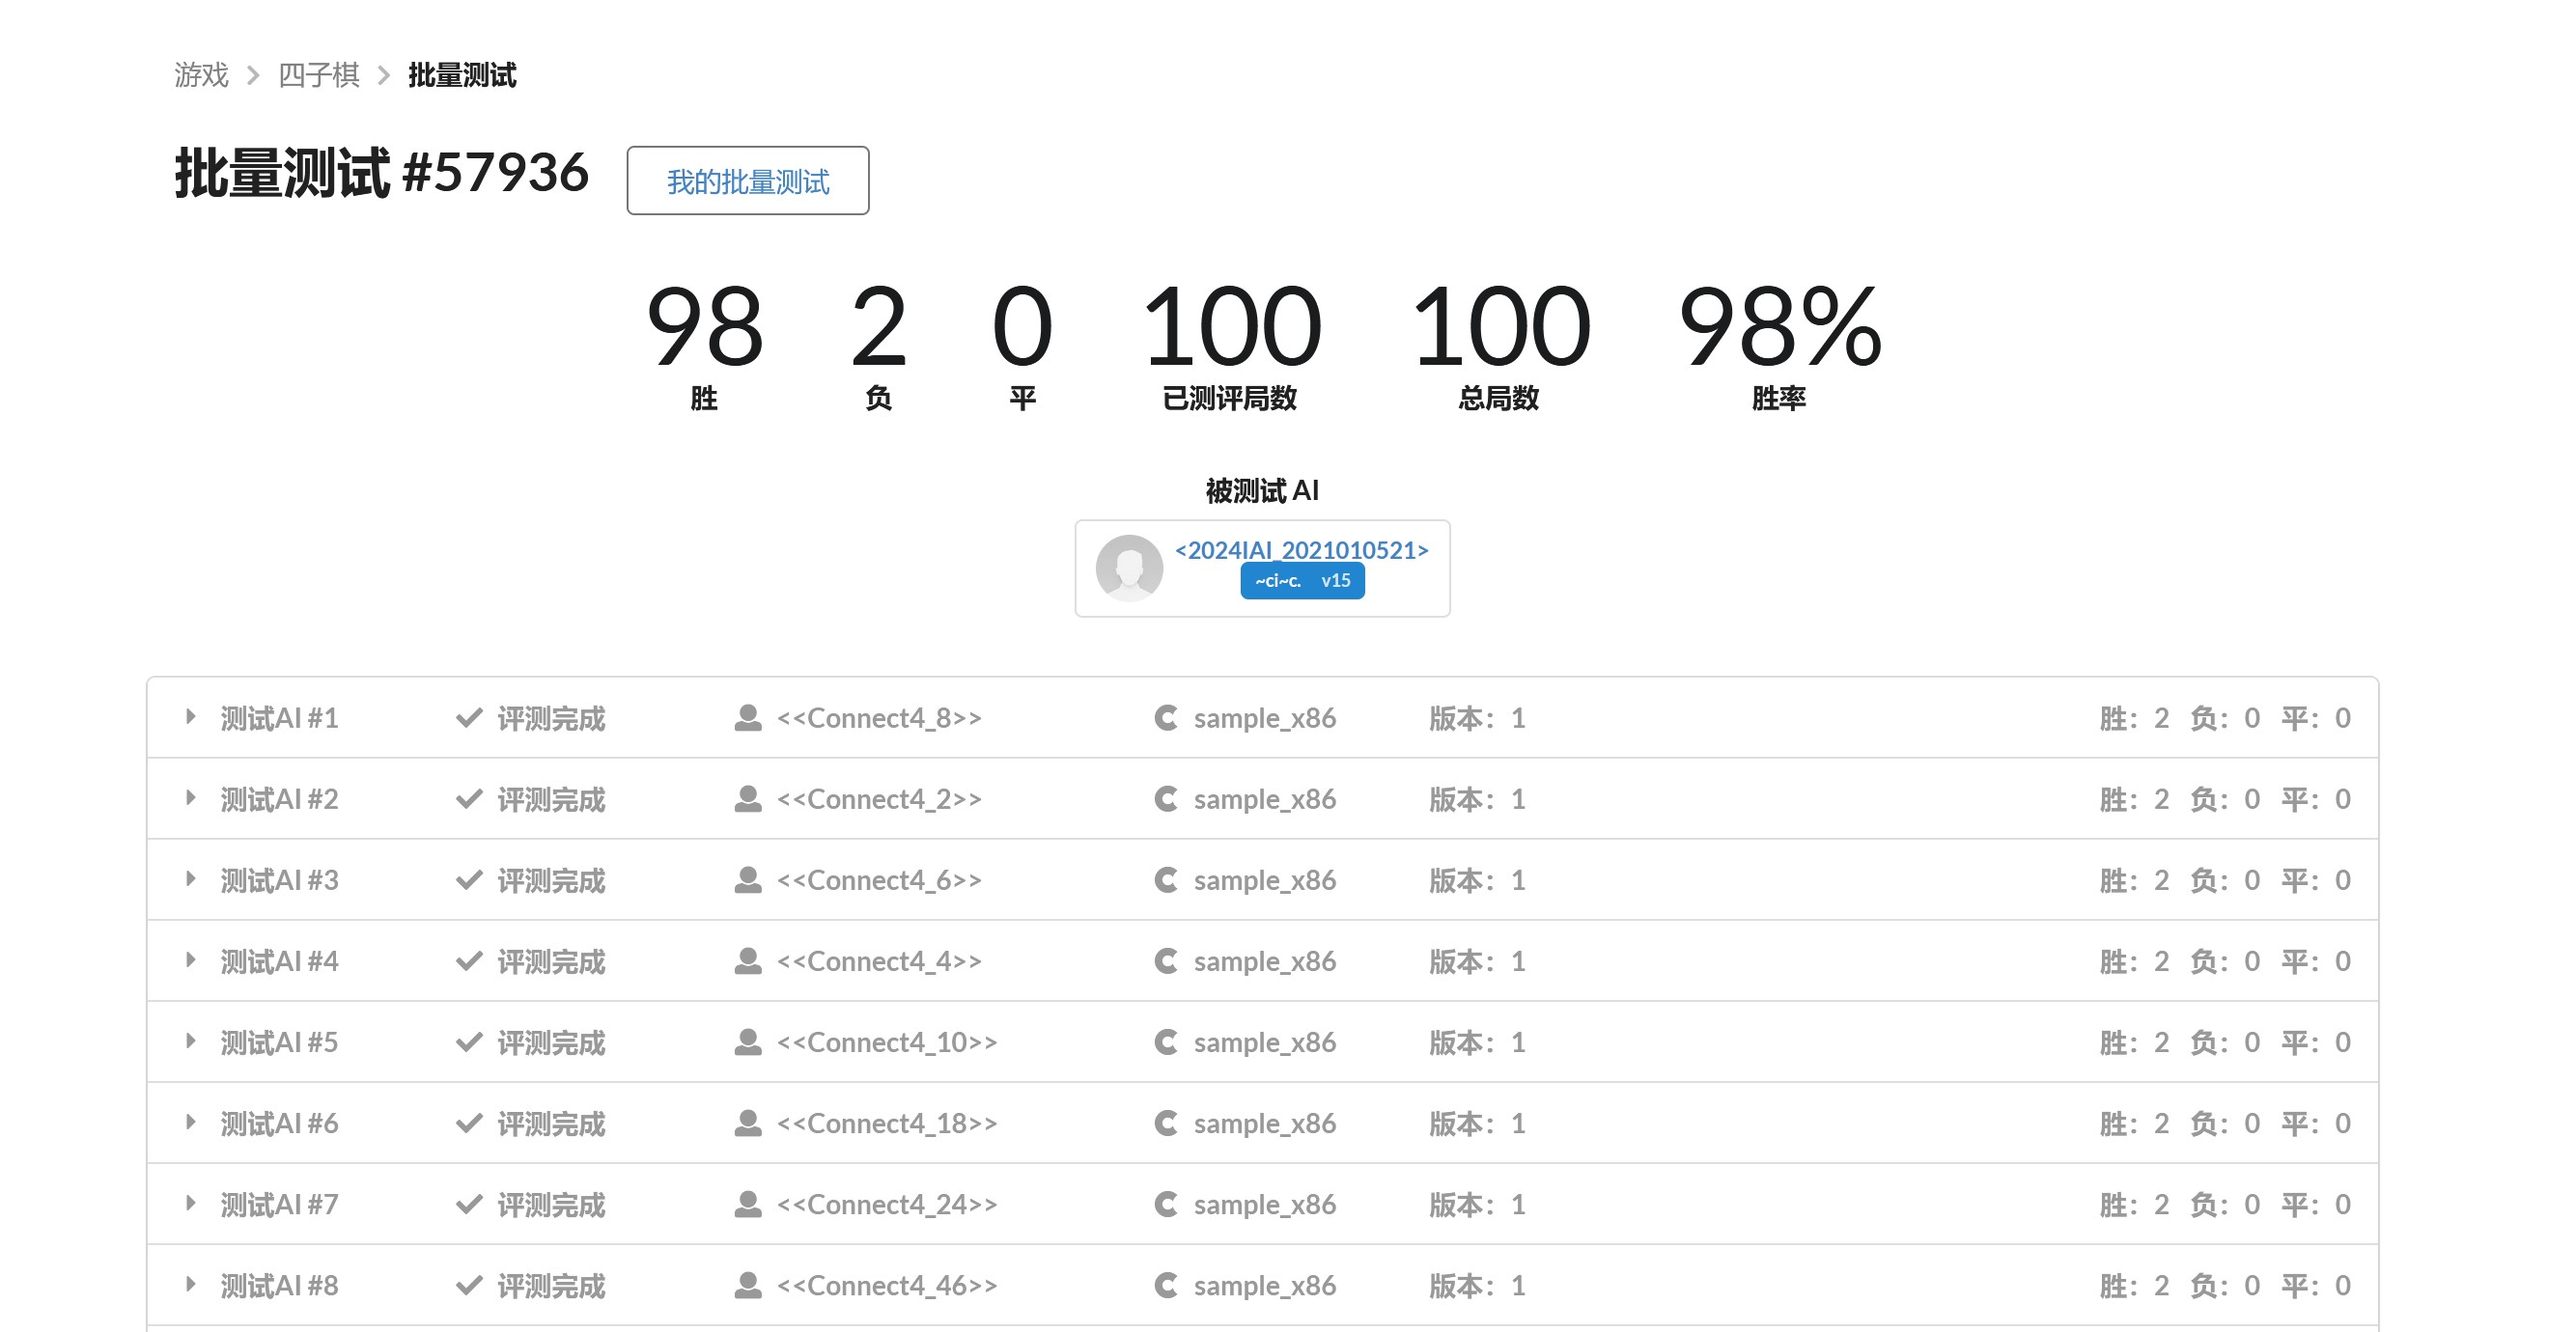 游戏 > 四子棋 > 批量测试
批量测试 #57936 我的批量测试
98 2 0 100 100 98%
胜 负 平 已测评局数 总局数 胜率
被测试 AI
<2024IAI_2021010521>
~ci~c. v15
测试AI #1 评测完成 <<Connect4_8>> sample_x86 版本：1 胜：2 负：0 平：0
测试AI #2 评测完成 <<Connect4_2>> sample_x86 版本：1 胜：2 负：0 平：0
测试AI #3 评测完成 <<Connect4_6>> sample_x86 版本：1 胜：2 负：0 平：0
测试AI #4 评测完成 <<Connect4_4>> sample_x86 版本：1 胜：2 负：0 平：0
测试AI #5 评测完成 <<Connect4_10>> sample_x86 版本：1 胜：2 负：0 平：0
测试AI #6 评测完成 <<Connect4_18>> sample_x86 版本：1 胜：2 负：0 平：0
测试AI #7 评测完成 <<Connect4_24>> sample_x86 版本：1 胜：2 负：0 平：0
测试AI #8 评测完成 <<Connect4_46>> sample_x86 版本：1 胜：2 负：0 平：0